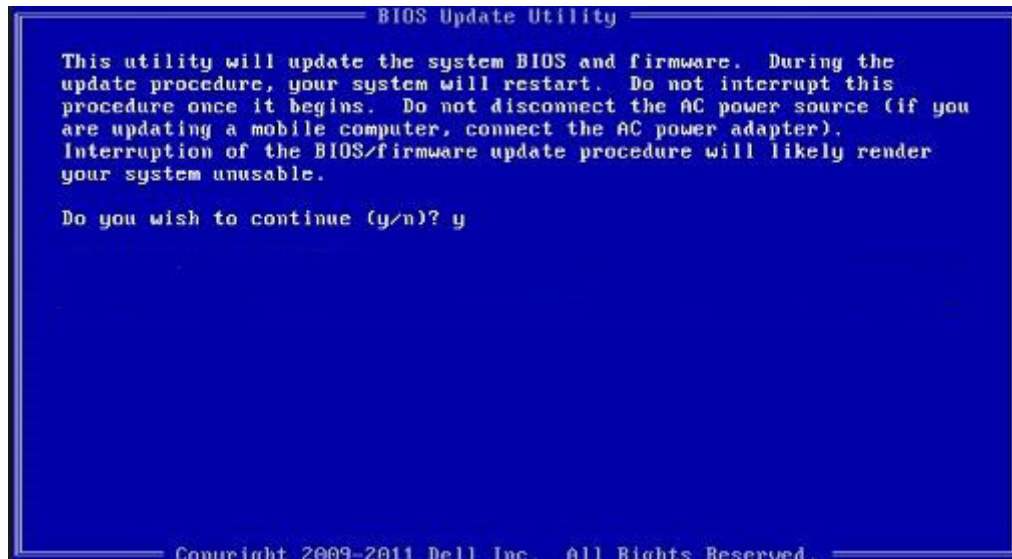 BIOS Update Utility
This utility will update the system BIOS and firmware. During the
update procedure, your system will restart. Do not interrupt this
procedure once it begins. Do not disconnect the AC power source (if you
are updating a mobile computer, connect the AC power adapter).
Interruption of the BIOS/firmware update procedure will likely render
your system unusable.
Do you wish to continue (y/n)? y
Copyright 2009-2011 Dell Inc. All Rights Reserved.